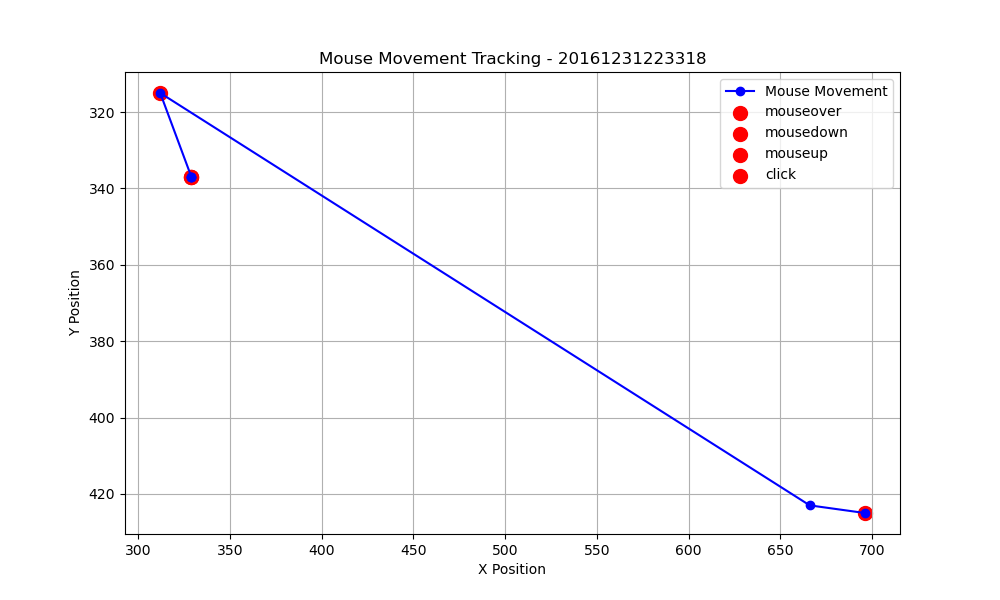 Mouse Movement Tracking - 20161231223318
Mouse Movement
mouseover
mousedown
mouseup
click
320
340
360
380
400
420
Y Position
300 350 400 450 500 550 600 650 700
X Position